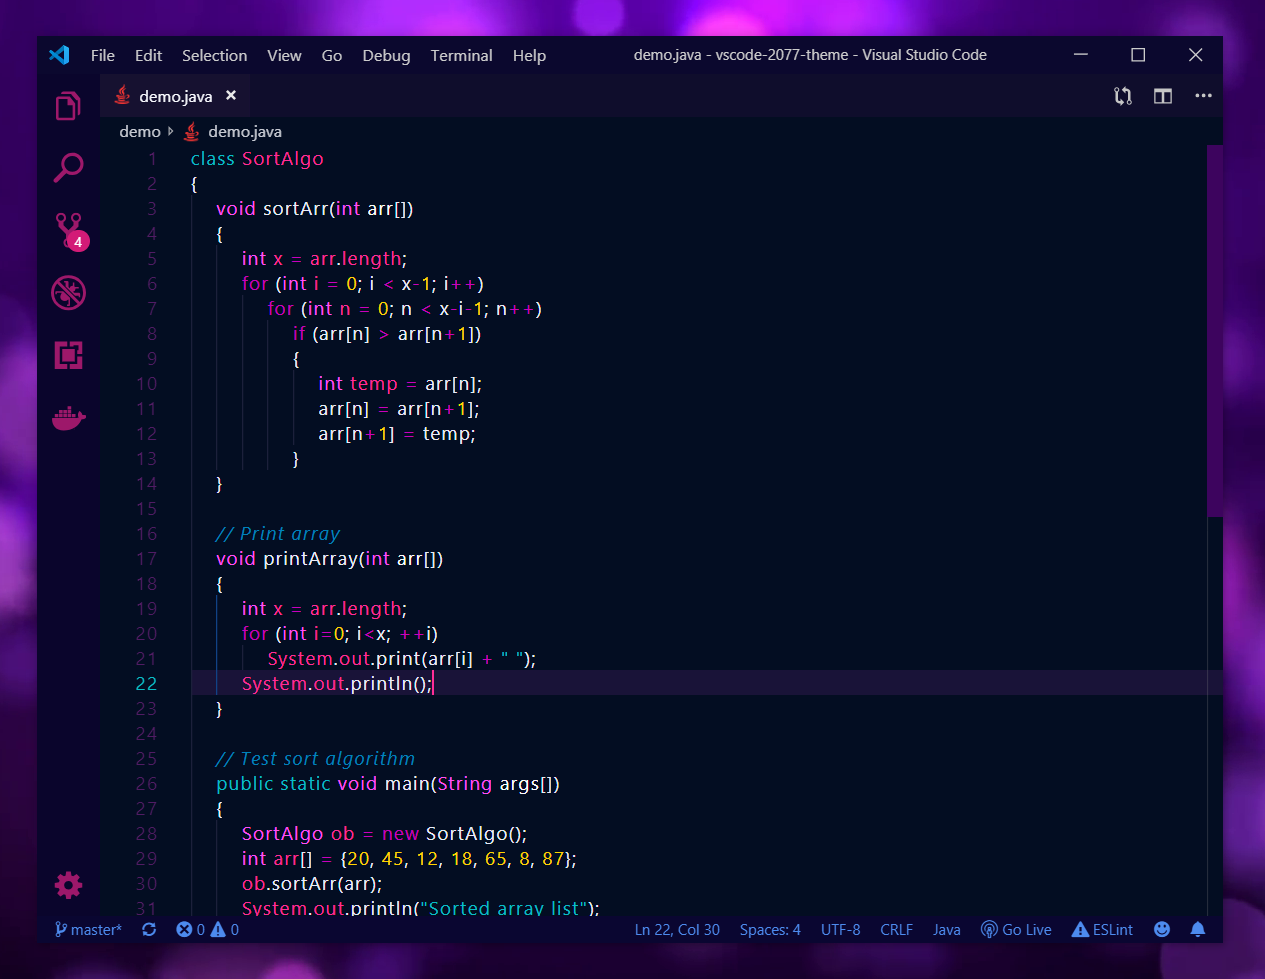 File Edit Selection View Go Debug Terminal Help demo.java - vscode-2077-theme - Visual Studio Code
demo.java ×
demo demo.java
4
1 class SortAlgo
2 {
3 void sortArr(int arr[])
4 {
5 int x = arr.length;
6 for (int i = 0; i < x-1; i++)
7 for (int n = 0; n < x-i-1; n++)
8 if (arr[n] > arr[n+1])
9 {
10 int temp = arr[n];
11 arr[n] = arr[n+1];
12 arr[n+1] = temp;
13 }
14 }
15
16 // Print array
17 void printArray(int arr[])
18 {
19 int x = arr.length;
20 for (int i=0; i<x; ++i)
21 System.out.print(arr[i] + " ");
22 System.out.println();
23 }
24
25 // Test sort algorithm
26 public static void main(String args[])
27 {
28 SortAlgo ob = new SortAlgo();
29 int arr[] = {20, 45, 12, 18, 65, 8, 87};
30 ob.sortArr(arr);
31 System.out.println("Sorted array list");
master* 0 0 Ln 22, Col 30 Spaces: 4 UTF-8 CRLF Java Go Live ESLint